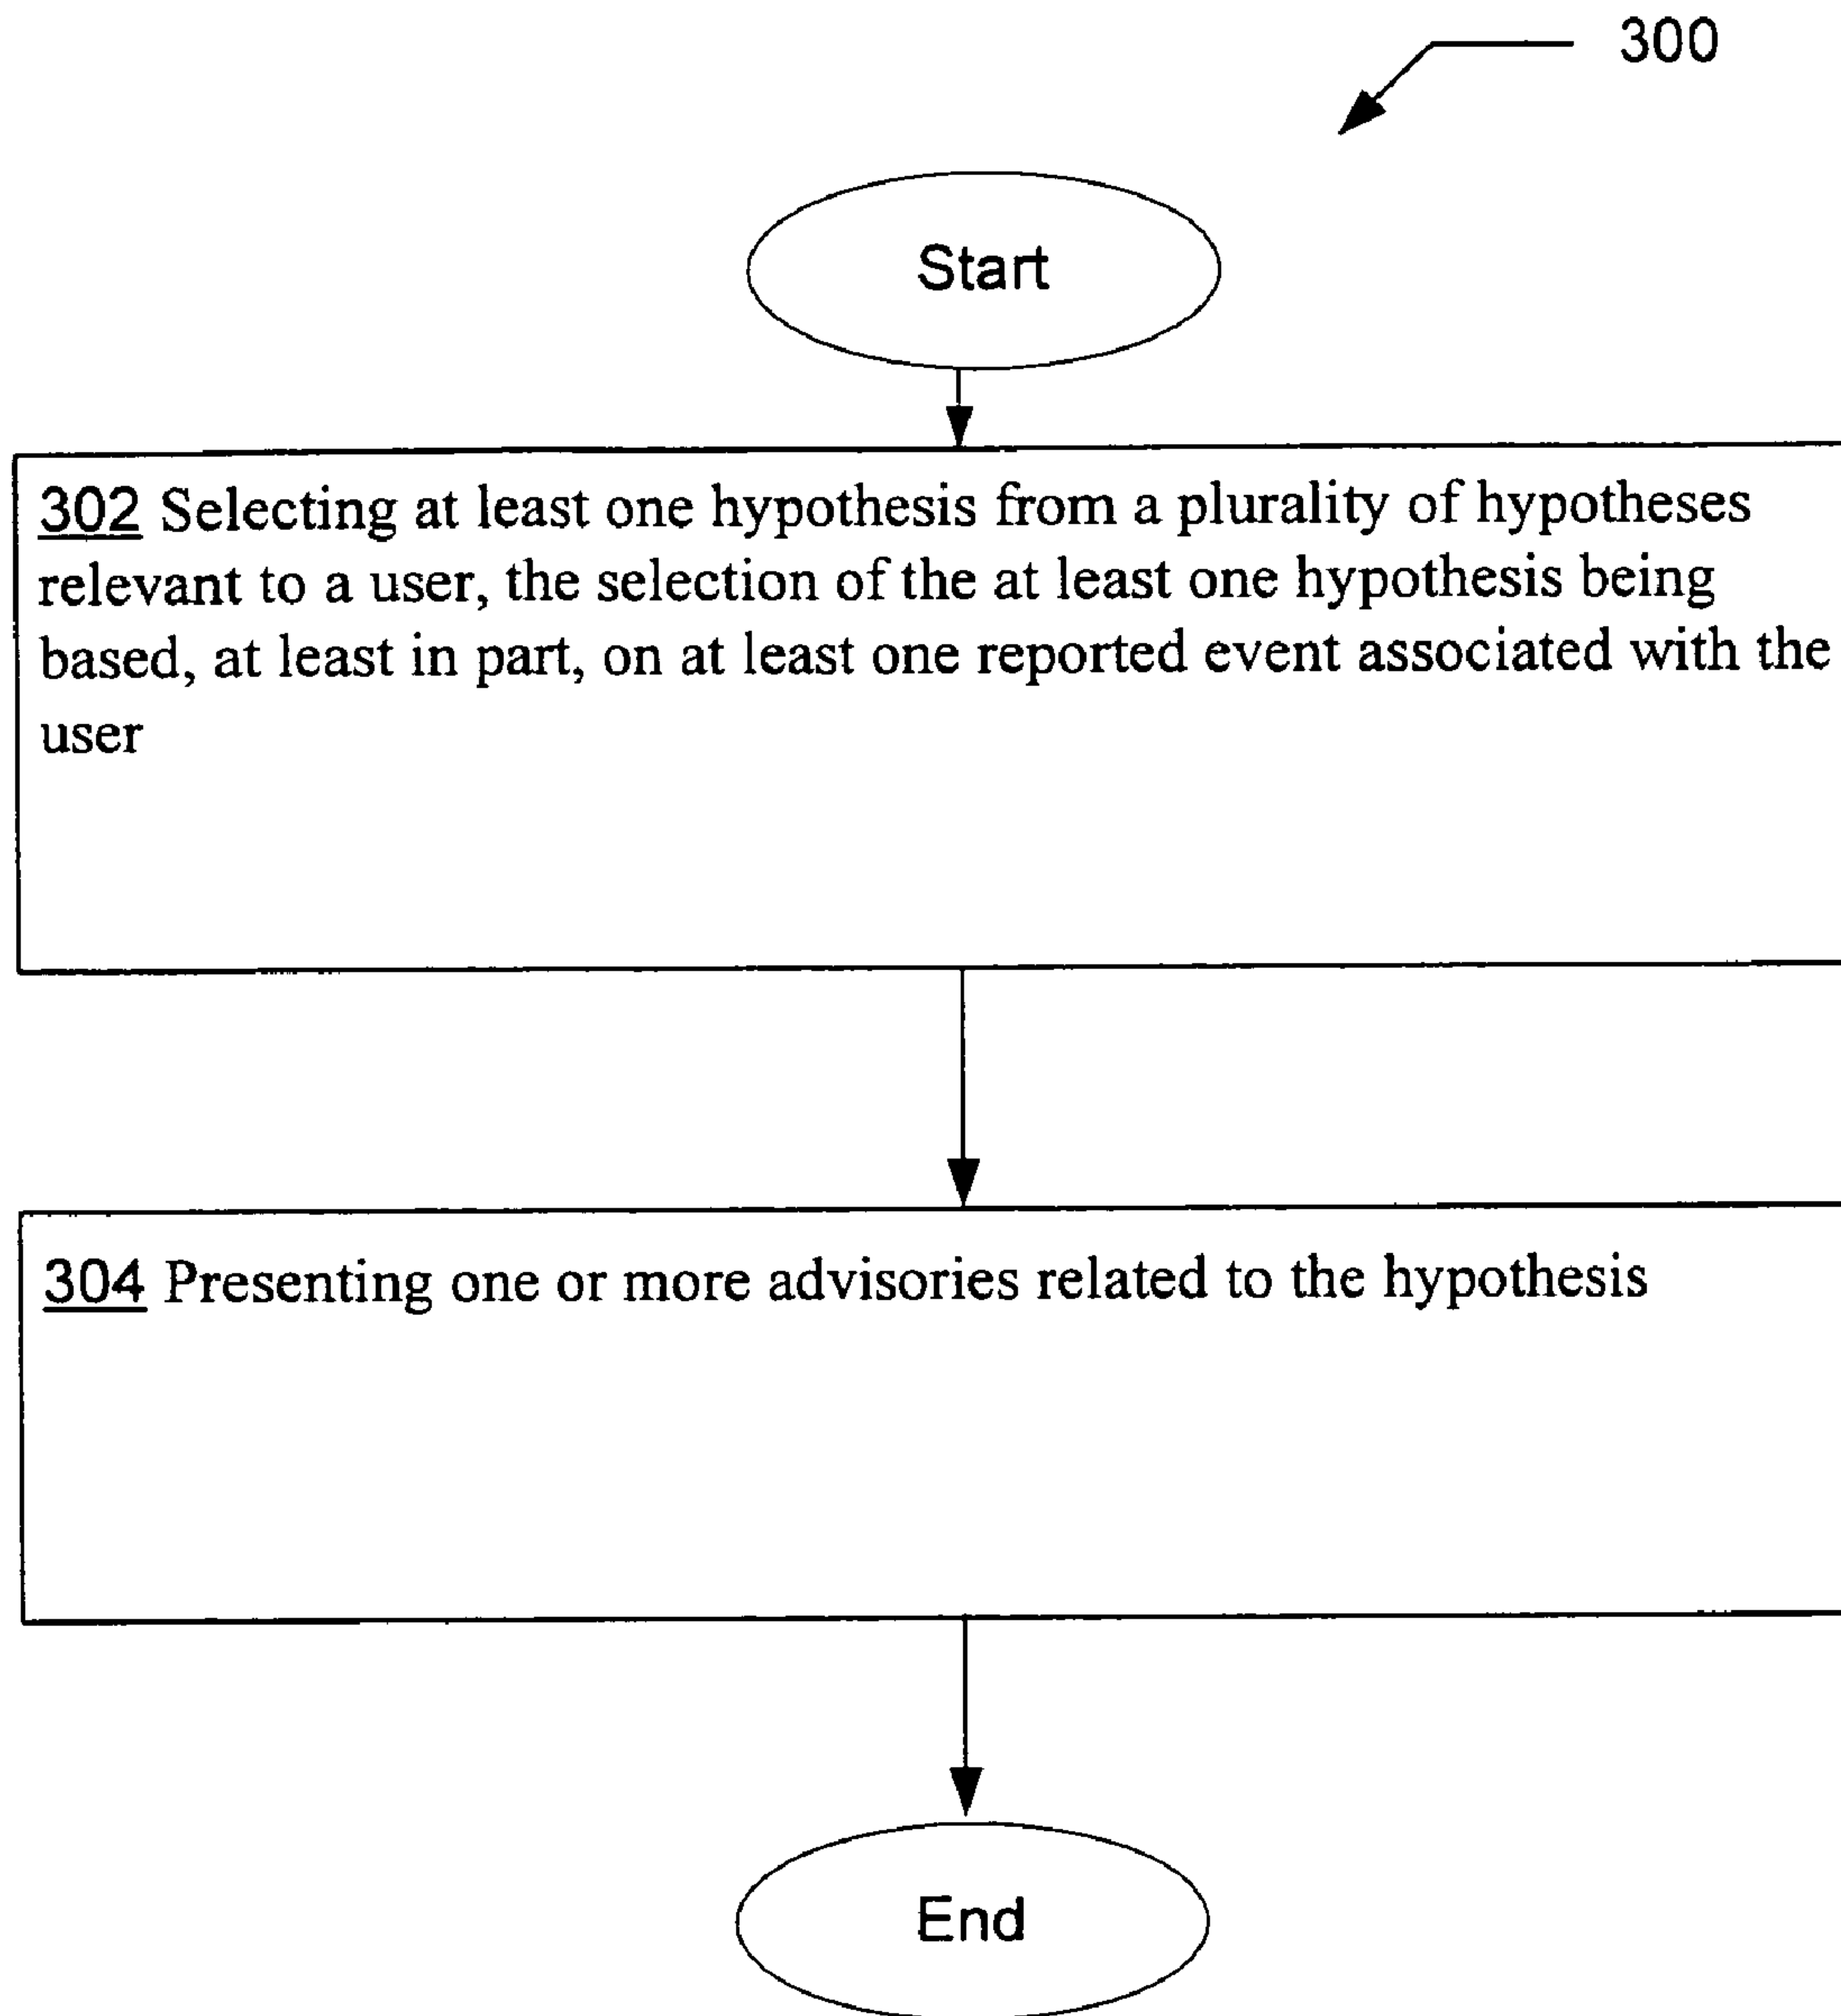 300
Start
302 Selecting at least one hypothesis from a plurality of hypotheses
relevant to a user, the selection of the at least one hypothesis being
based, at least in part, on at least one reported event associated with the
user
304 Presenting one or more advisories related to the hypothesis
End